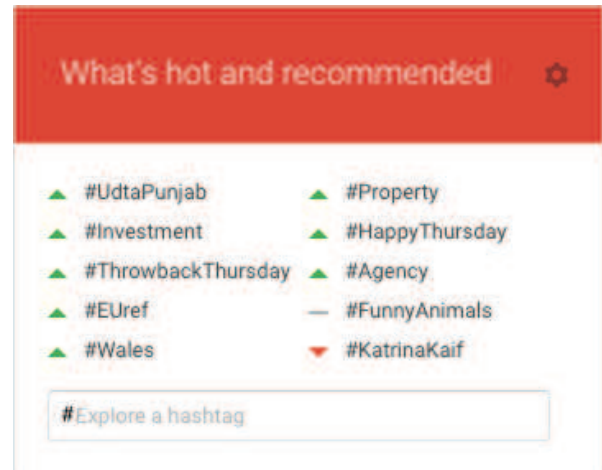 What's hot and recommended
#UdtaPunjab
#Investment
#ThrowbackThursday
#EUref
#Wales
#Property
#HappyThursday
#Agency
#FunnyAnimals
#KatrinaKaif
#Explore a hashtag